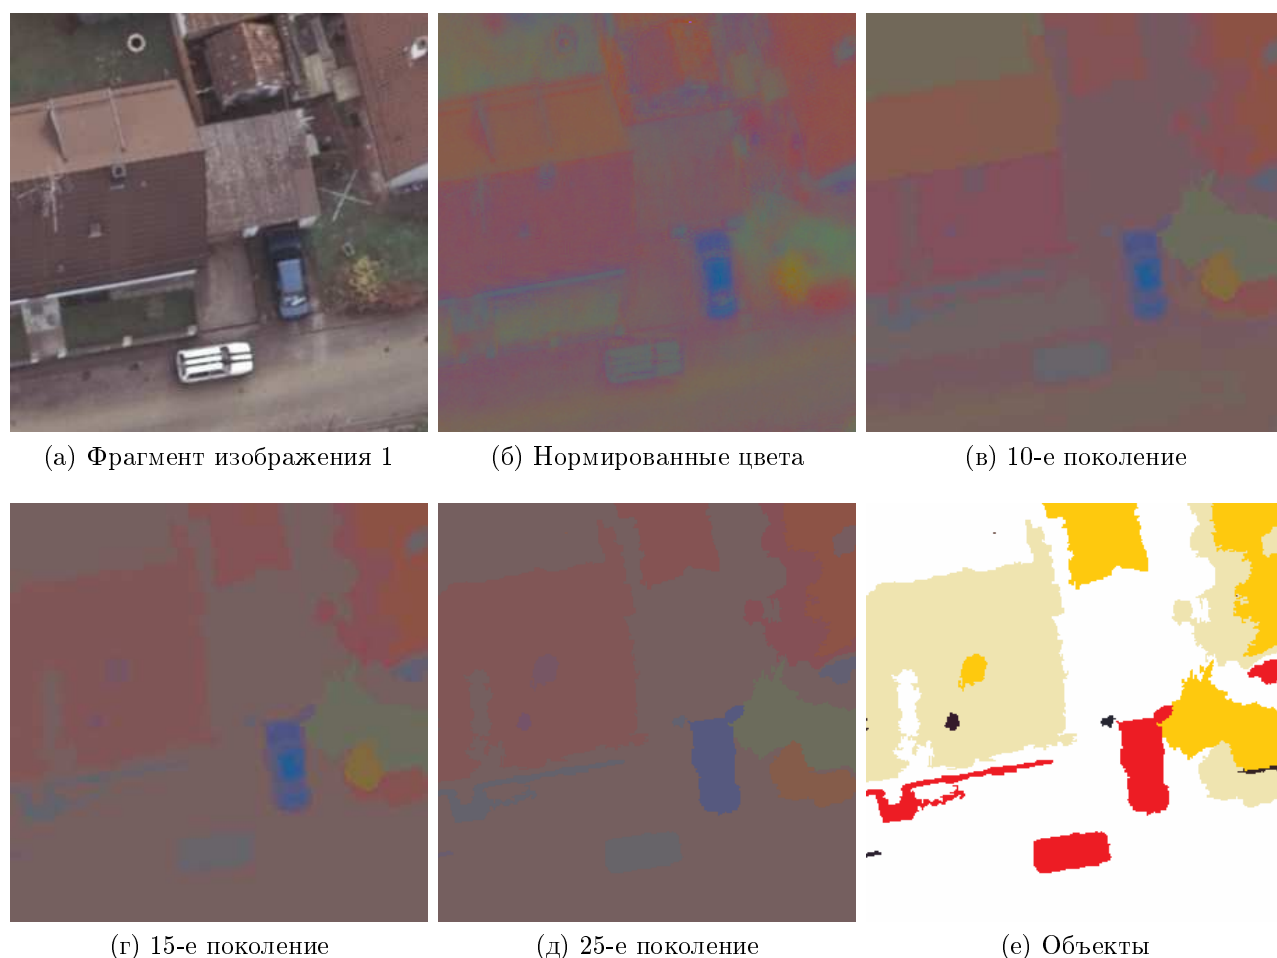 (а) Фрагмент изображения 1
(б) Нормированные цвета
(в) 10-е поколение
(г) 15-е поколение
(д) 25-е поколение
(е) Объекты